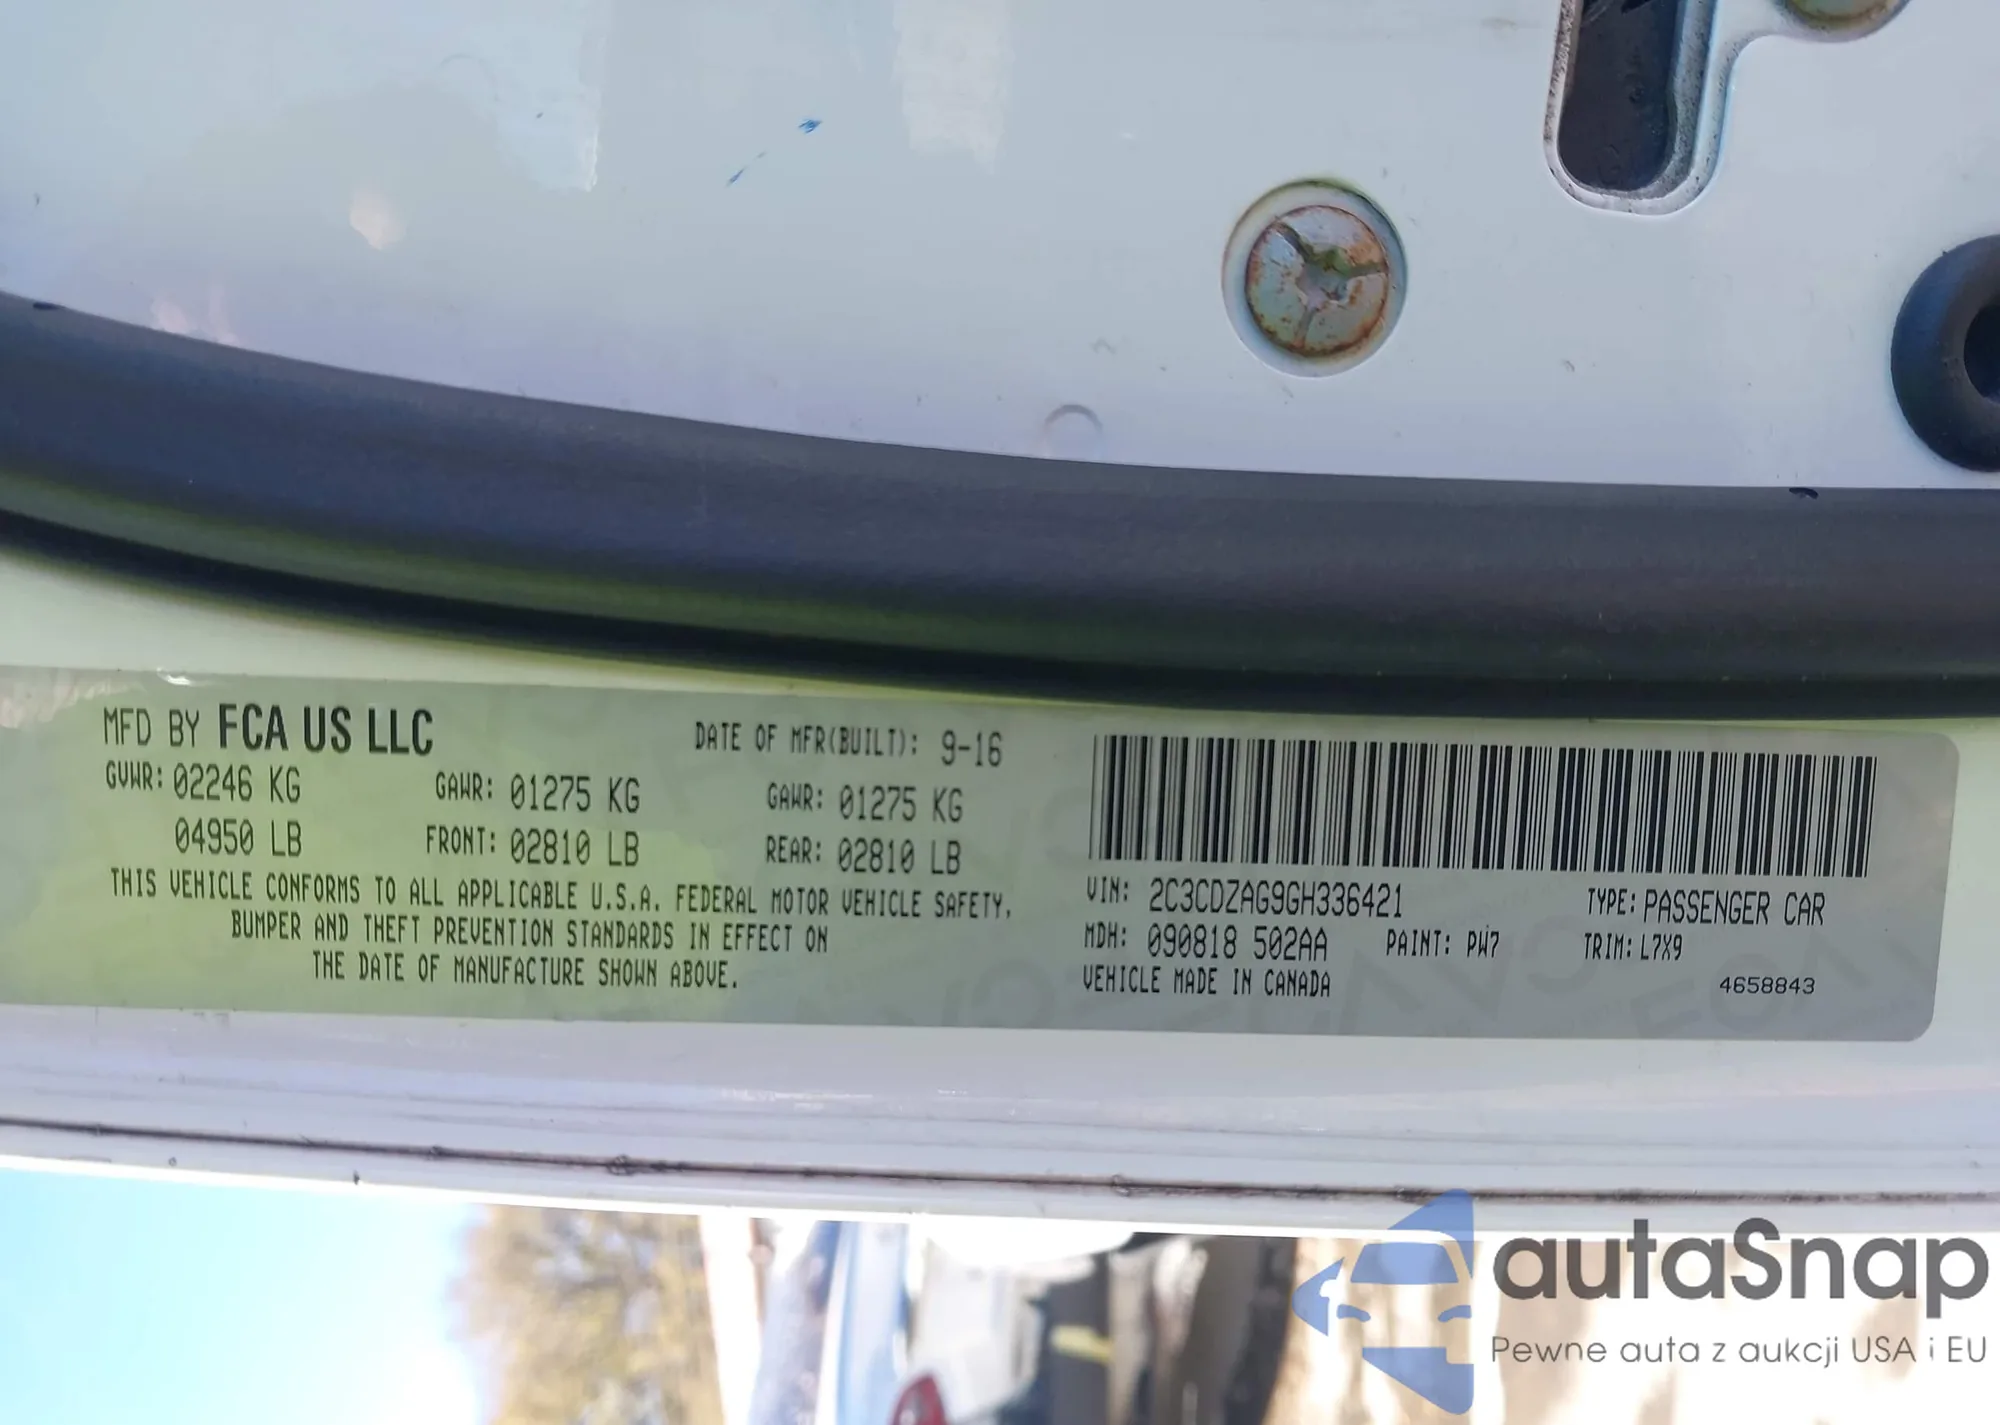 MFD BY FCA US LLC DATE OF MFR(BUILT): 9-16
GVWR: 02246 KG GAWR: 01275 KG GAWR: 01275 KG
04950 LB FRONT: 02810 LB REAR: 02810 LB
THIS VEHICLE CONFORMS TO ALL APPLICABLE U.S.A. FEDERAL MOTOR VEHICLE SAFETY,
BUMPER AND THEFT PREVENTION STANDARDS IN EFFECT ON
THE DATE OF MANUFACTURE SHOWN ABOVE.
VIN: 2C3CDZAG9GH336421 TYPE: PASSENGER CAR
MDH: 090818 502AA PAINT: PW7 TRIM: L7X9
VEHICLE MADE IN CANADA 4658843
autaSnap
Pewne auta z aukcji USA i EU